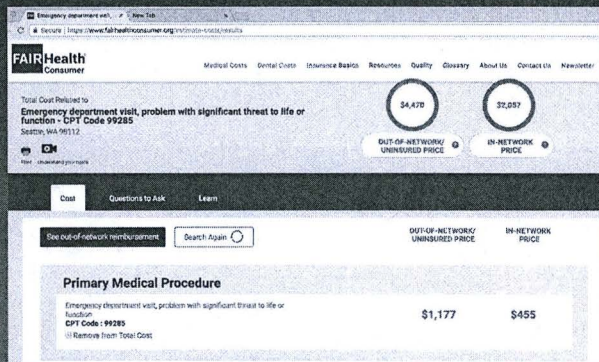 Emergency department visit, × New Tab ×
C Secure https://www.fairhealthconsumer.org/estimate-costs/results
FAIR Health
Consumer
Medical Costs Dental Costs Insurance Basics Resources Quality Glossary About Us Contact Us Newsletter
Total Cost Related to
Emergency department visit, problem with significant threat to life or
function - CPT Code 99285
Seattle, WA 98112
Print
$4,470
OUT-OF-NETWORK/
UNINSURED PRICE
$2,057
IN-NETWORK
PRICE
Cost Questions to Ask Learn
See out-of-network reimbursement Search Again
OUT-OF-NETWORK/
UNINSURED PRICE
IN-NETWORK
PRICE
Primary Medical Procedure
Emergency department visit, problem with significant threat to life or
function
CPT Code : 99285
Remove from Total Cost
$1,177 $455